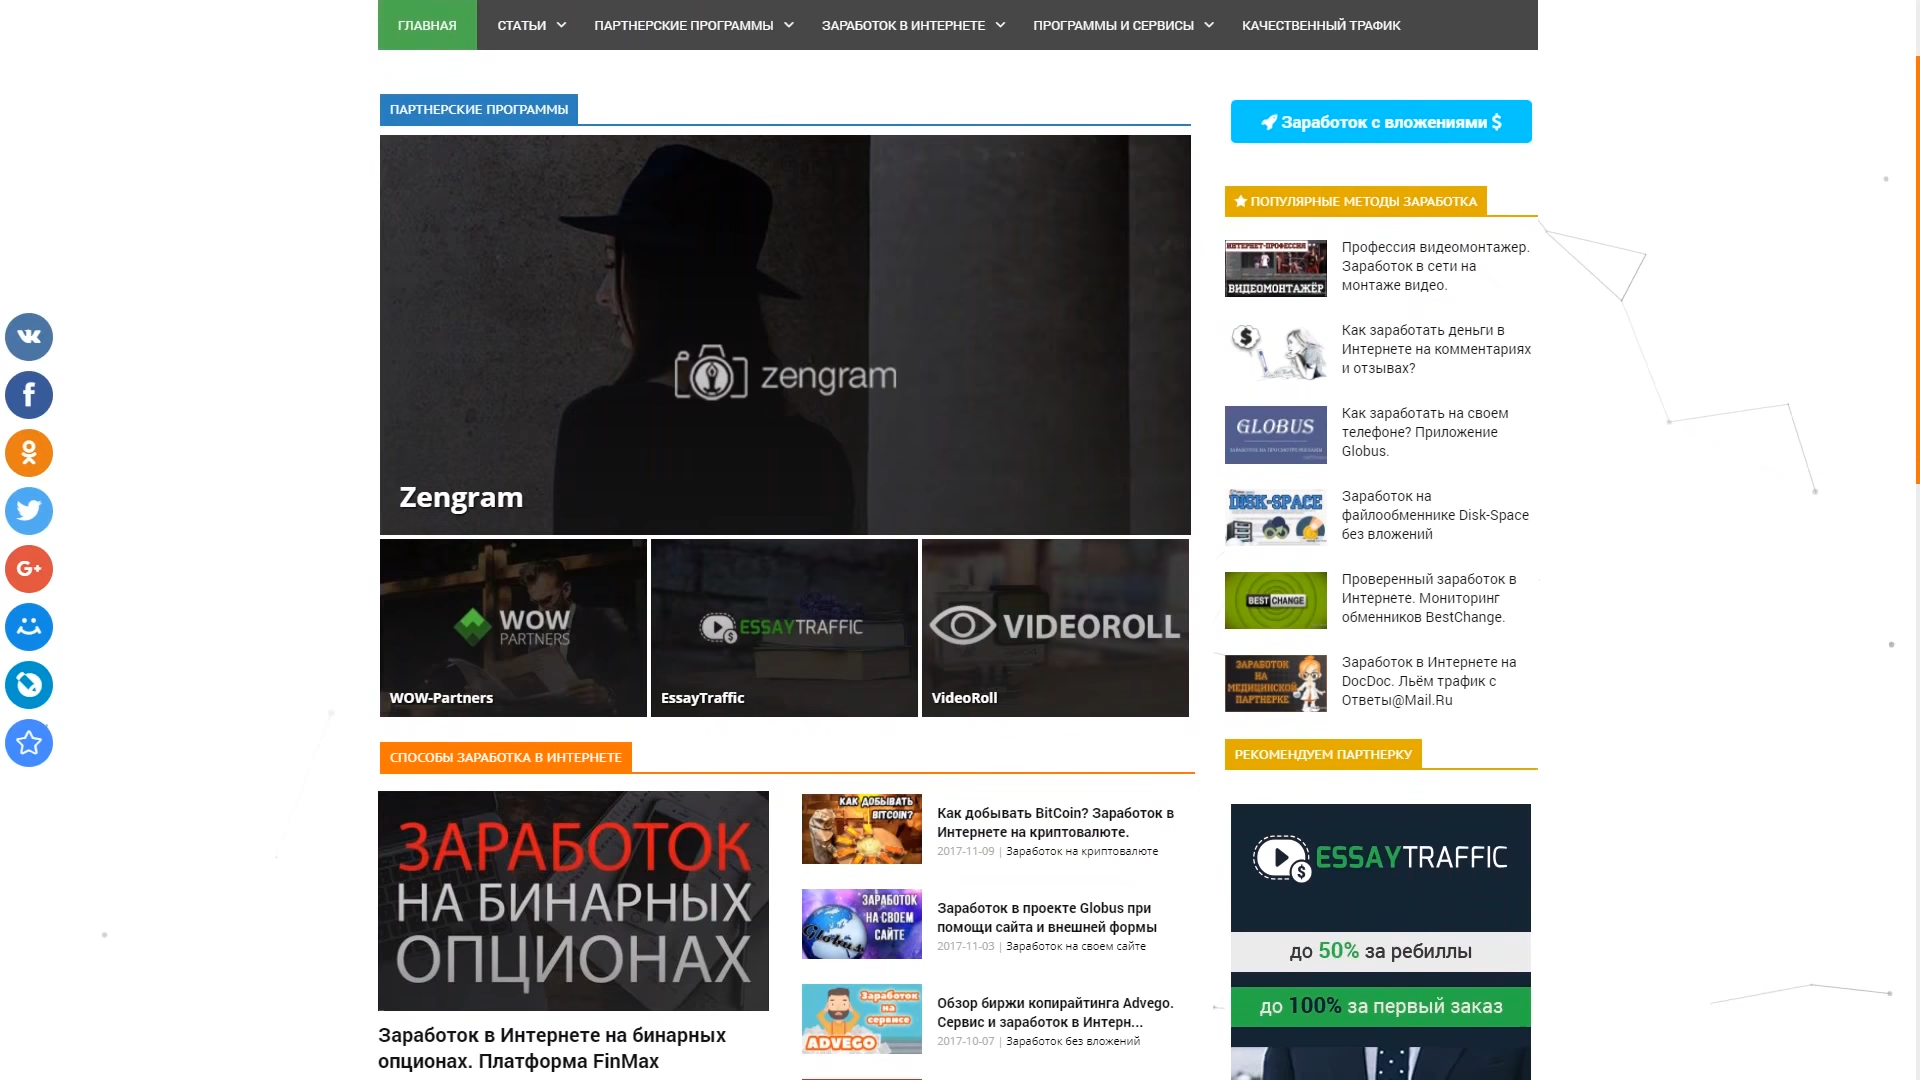 ГЛАВНАЯ
СТАТЬИ
ПАРТНЕРСКИЕ ПРОГРАММЫ
ЗАРАБОТОК В ИНТЕРНЕТЕ
ПРОГРАММЫ И СЕРВИСЫ
КАЧЕСТВЕННЫЙ ТРАФИК
ПАРТНЕРСКИЕ ПРОГРАММЫ
zengram
Zengram
WOW
PARTNERS
WOW-Partners
ESSAYTRAFFIC
EssayTraffic
VIDEOROLL
VideoRoll
СПОСОБЫ ЗАРАБОТКА В ИНТЕРНЕТЕ
ЗАРАБОТОК
НА БИНАРНЫХ
ОПЦИОНАХ
Заработок в Интернете на бинарных
опционах. Платформа FinMax
КАК ДОБЫВАТЬ
BITCOIN?
Как добывать BitCoin? Заработок в
Интернете на криптовалюте.
2017-11-09 | Заработок на криптовалюте
ЗАРАБОТОК
НА СВОЕМ
САЙТЕ
Globus
Заработок в проекте Globus при
помощи сайта и внешней формы
2017-11-03 | Заработок на своем сайте
Заработок
на
сервисе
ADVEGO
Обзор биржи копирайтинга Advego.
Сервис и заработок в Интерн...
2017-10-07 | Заработок без вложений
Заработок с вложениями $
ПОПУЛЯРНЫЕ МЕТОДЫ ЗАРАБОТКА
ИНТЕРНЕТ-ПРОФЕССИЯ
ВИДЕОМОНТАЖЁР
Профессия видеомонтажер.
Заработок в сети на
монтаже видео.
$
Как заработать деньги в
Интернете на комментариях
и отзывах?
GLOBUS
Как заработать на своем
телефоне? Приложение
Globus.
DISK-SPACE
Заработок на
файлообменнике Disk-Space
без вложений
BEST CHANGE
Проверенный заработок в
Интернете. Мониторинг
обменников BestChange.
ЗАРАБОТОК
НА
МЕДИЦИНСКОЙ
ПАРТНЕРКЕ
Заработок в Интернете на
DocDoc. Льём трафик с
Ответы@Mail.Ru
РЕКОМЕНДУЕМ ПАРТНЕРКУ
ESSAYTRAFFIC
до 50% за ребиллы
до 100% за первый заказ